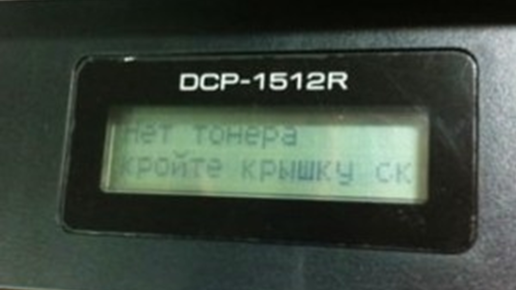 DCP-1512R
Нет тонера
кройте крышку ск